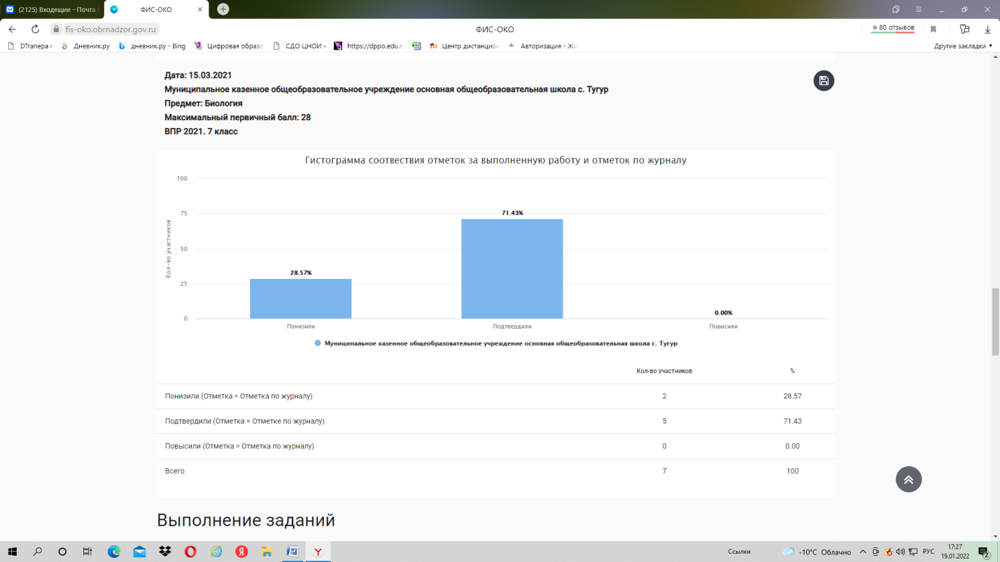 (2125) Входящие - Почта
ФИС-ОКО
fis-oko.obrnadzor.gov.ru
ФИС-ОКО
80 отзывов
DTranepa
Дневник.ру
дневник.ру - Bing
Цифровая образо
СДО ЦНОИ
https://dppo.edu.ru
Центр дистанцион
Авторизация - Жи
Другие закладки
Дата: 15.03.2021
Муниципальное казенное общеобразовательное учреждение основная общеобразовательная школа с. Тугур
Предмет: Биология
Максимальный первичный балл: 28
ВПР 2021. 7 класс
Гистограмма соотвествия отметок за выполненную работу и отметок по журналу
Кол-во участников
100
75
50
25
0
28.57%
71.43%
0.00%
Понизили
Подтвердили
Повысили
Муниципальное казенное общеобразовательное учреждение основная общеобразовательная школа с. Тугур
Кол-во участников %
Понизили (Отметка < Отметка по журналу) 2 28.57
Подтвердили (Отметка = Отметке по журналу) 5 71.43
Повысили (Отметка > Отметка по журналу) 0 0.00
Всего 7 100
Выполнение заданий
Ссылки
-10°C Облачно
РУС
17:27
19.01.2022
2